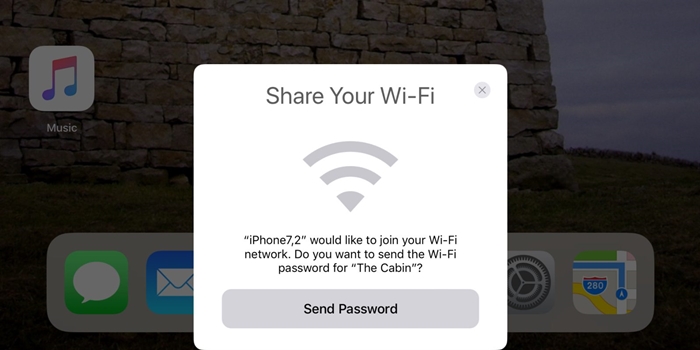 Share Your Wi-Fi
Music
“iPhone7,2” would like to join your Wi-Fi
network. Do you want to send the Wi-Fi
password for “The Cabin”?
280
Send Password